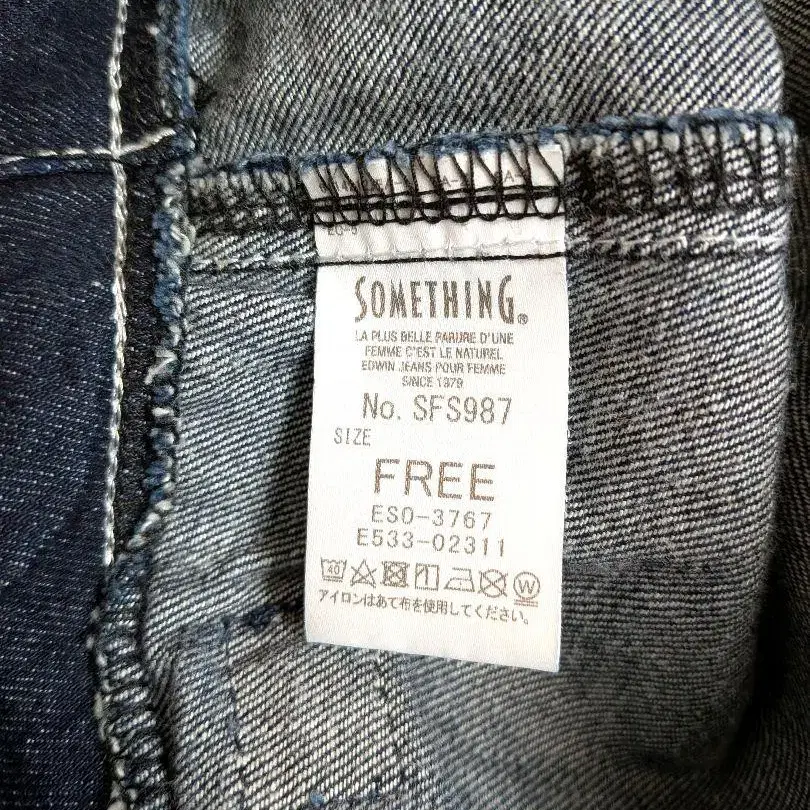 SOMETHING®
LA PLUS BELLE PARURE D'UNE
FEMME C'EST LE NATUREL
EDWIN JEANS POUR FEMME
SINCE 1979
No. SFS987
SIZE
FREE
ESO-3767
E533-02311
40 W
アイロンはあて布を使用してください。